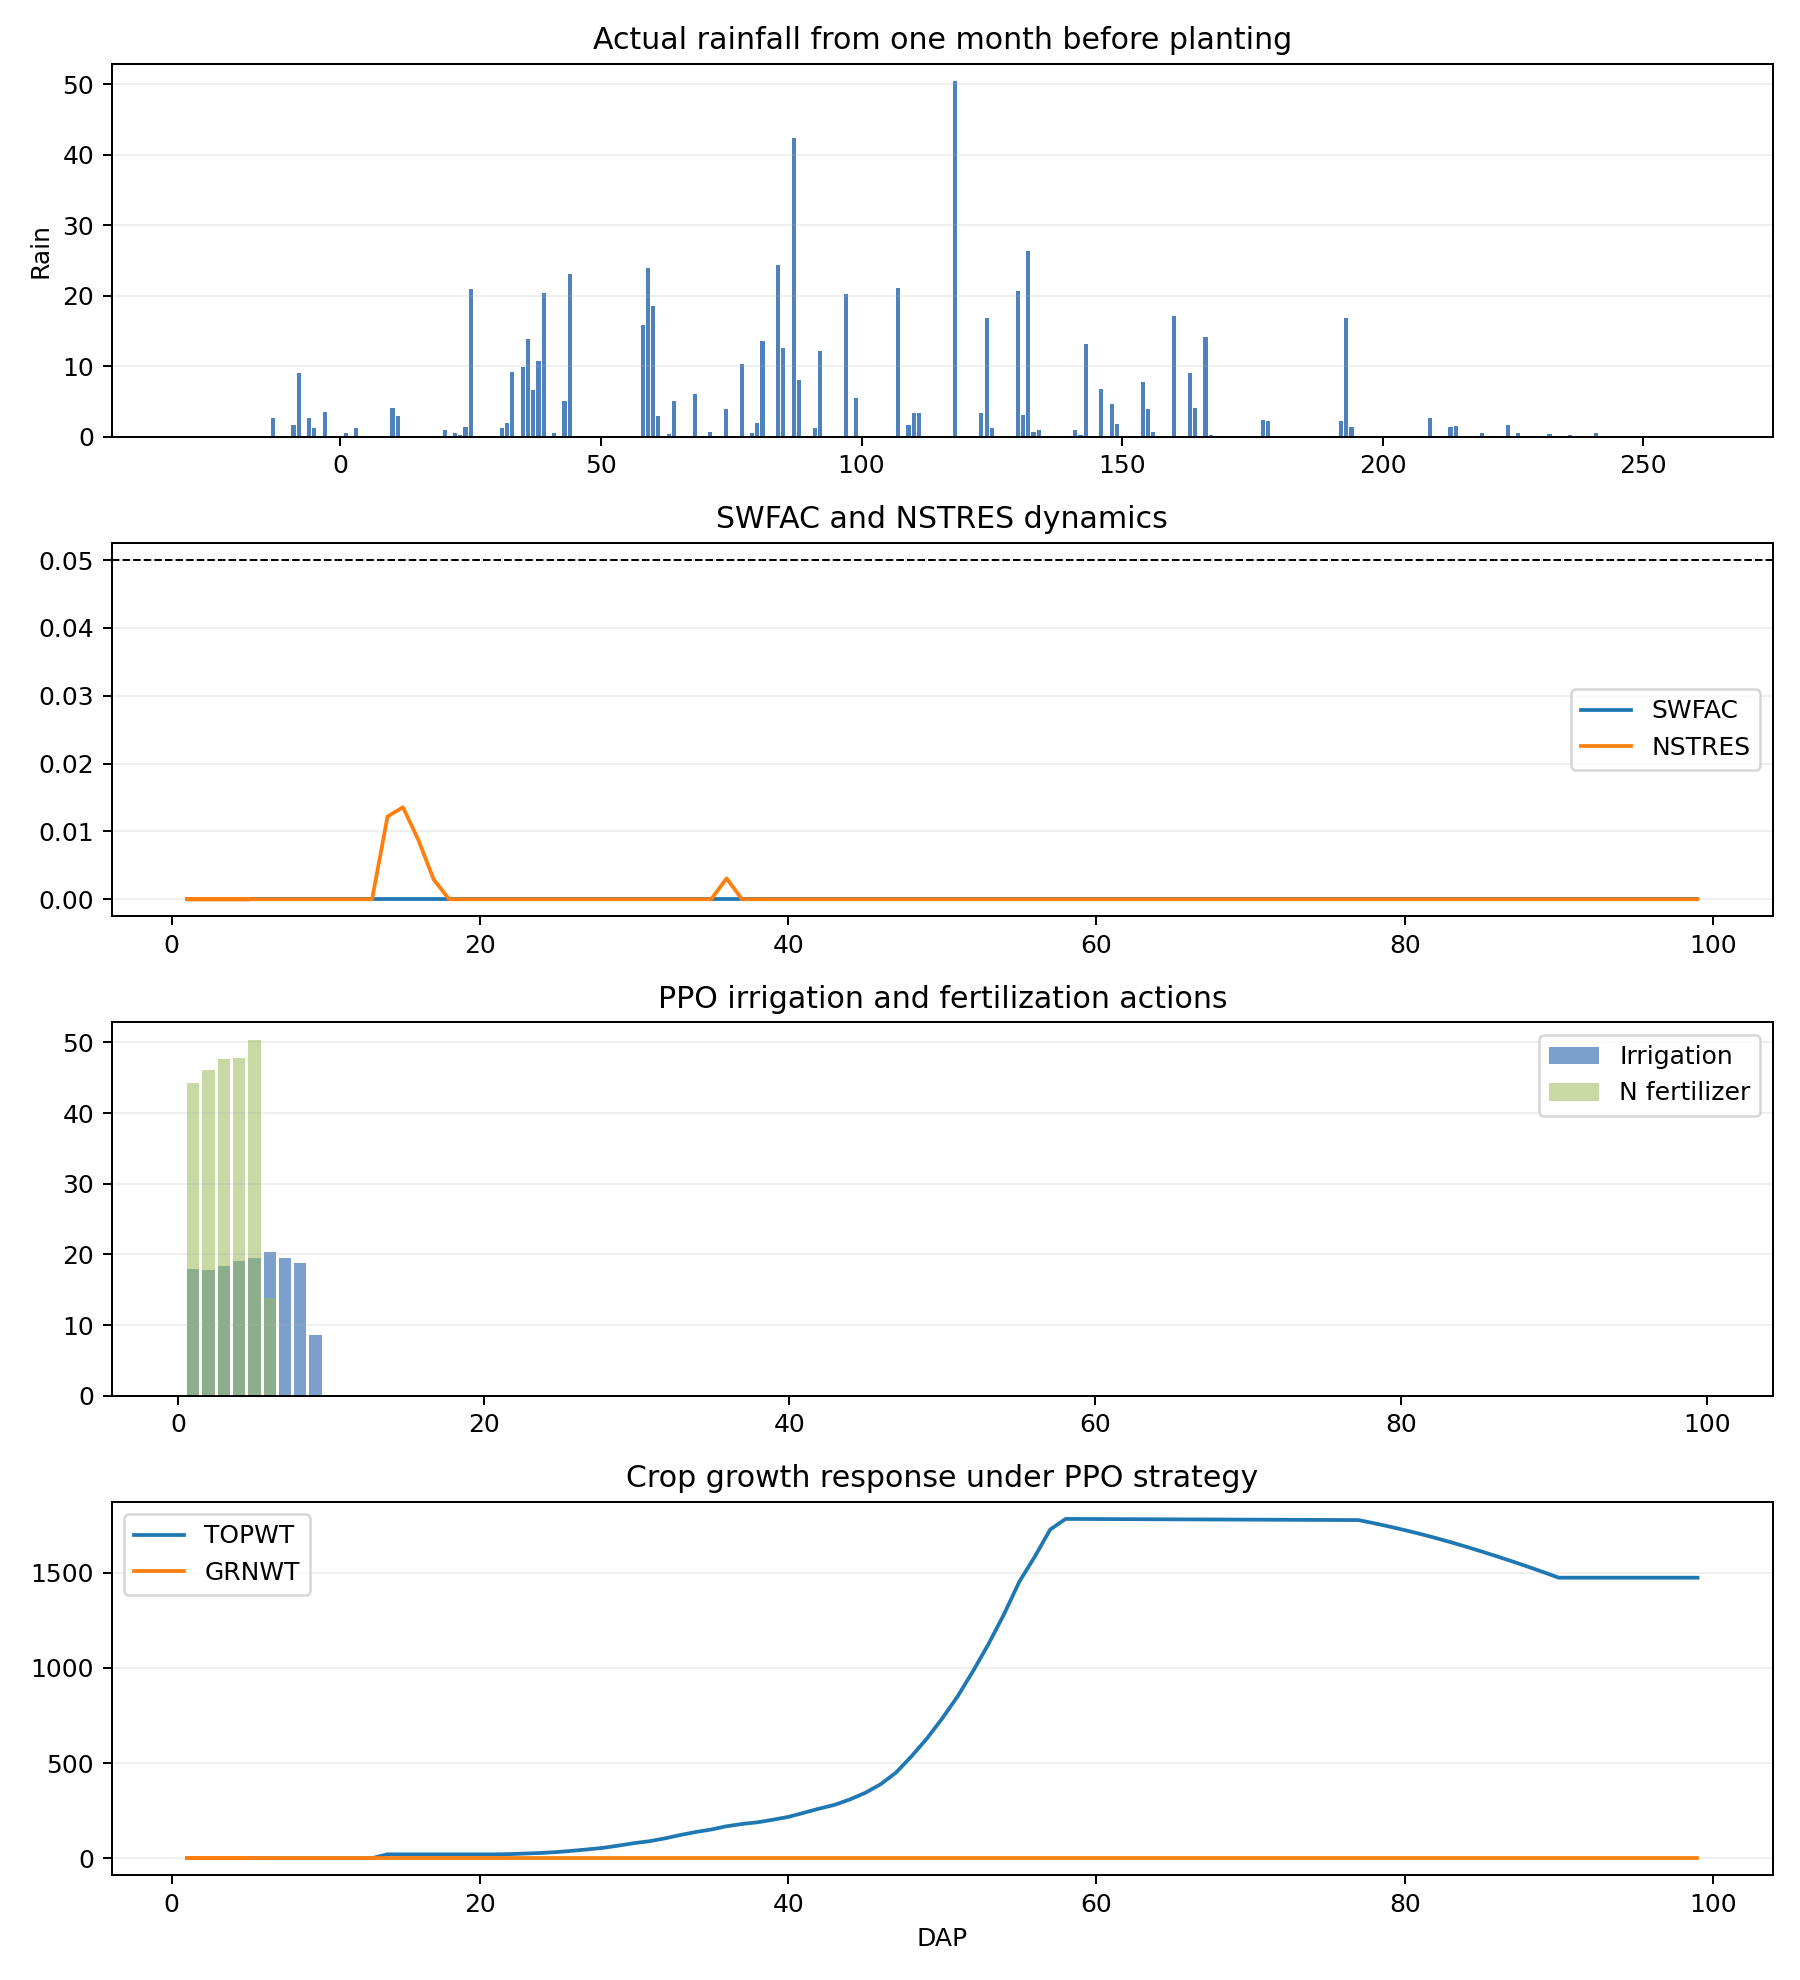 Actual rainfall from one month before planting
Rain
50
40
30
20
10
0
0 50 100 150 200 250
SWFAC and NSTRES dynamics
0.05
0.04
0.03
0.02
0.01
0.00
SWFAC
NSTRES
0 20 40 60 80 100
PPO irrigation and fertilization actions
50
40
30
20
10
0
Irrigation
N fertilizer
0 20 40 60 80 100
Crop growth response under PPO strategy
TOPWT
GRNWT
1500
1000
500
0
0 20 40 60 80 100
DAP